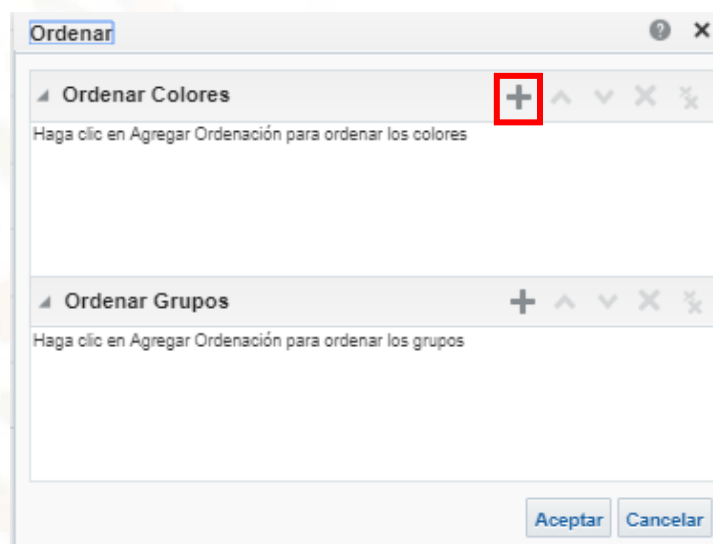 Ordenar
Ordenar Colores
Haga clic en Agregar Ordenación para ordenar los colores
Ordenar Grupos
Haga clic en Agregar Ordenación para ordenar los grupos
Aceptar Cancelar